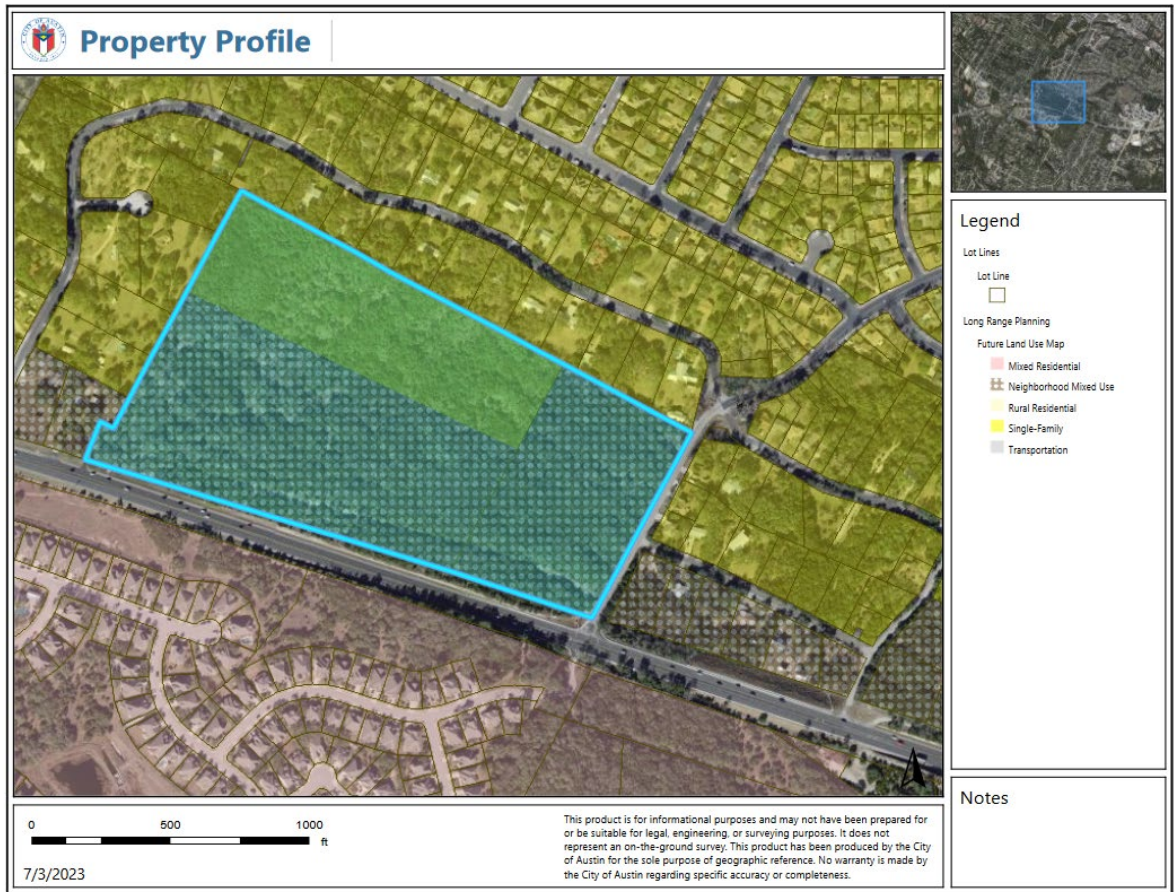 Property Profile
Legend
Lot Lines
Lot Line
Long Range Planning
Future Land Use Map
Mixed Residential
Neighborhood Mixed Use
Rural Residential
Single-Family
Transportation
Notes
0 500 1000
ft
7/3/2023
This product is for informational purposes and may not have been prepared for
or be suitable for legal, engineering, or surveying purposes. It does not
represent an on-the-ground survey. This product has been produced by the City
of Austin for the sole purpose of geographic reference. No warranty is made by
the City of Austin regarding specific accuracy or completeness.